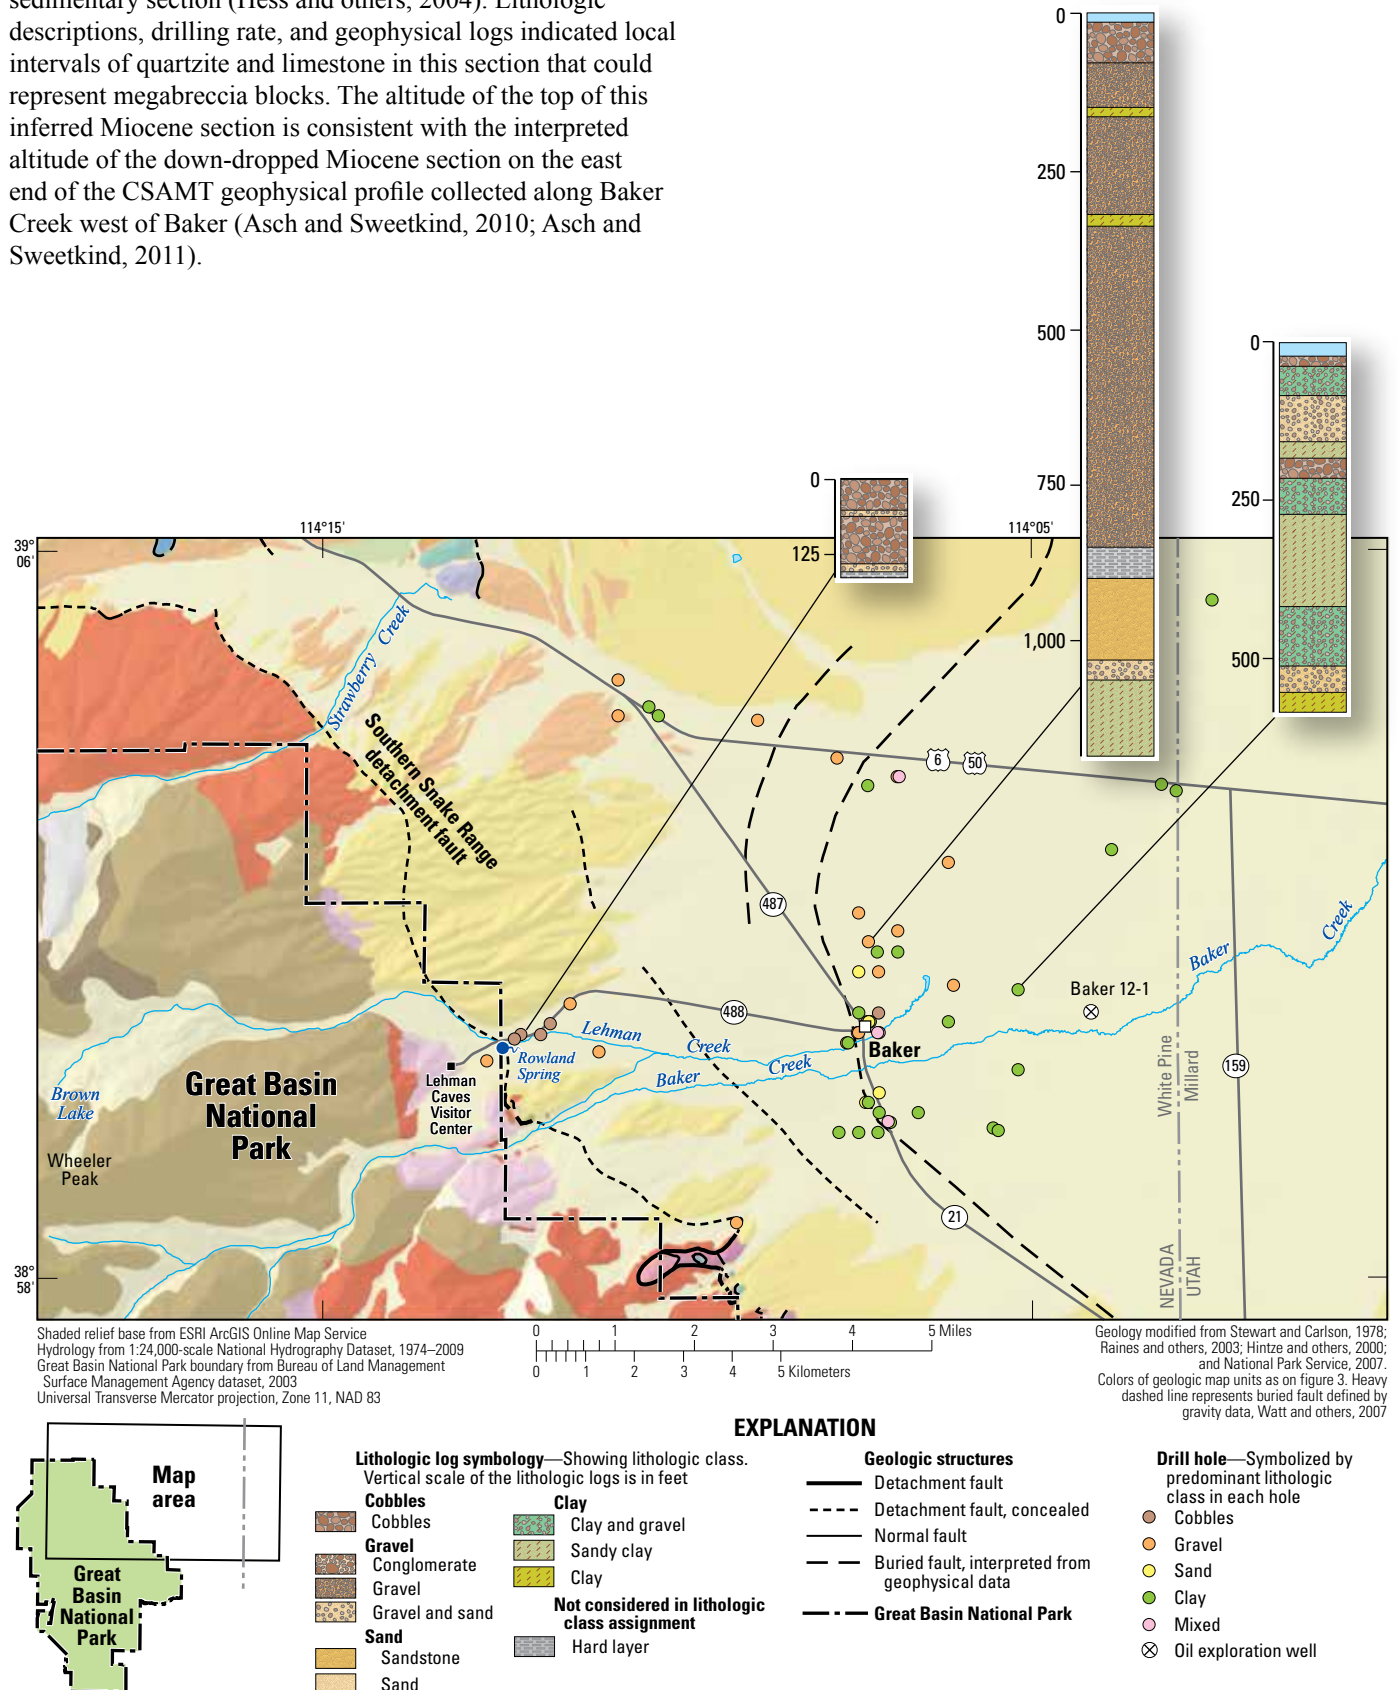 sedimentary section (Hess and others, 2004). Lithologic
descriptions, drilling rate, and geophysical logs indicated local
intervals of quartzite and limestone in this section that could
represent megabreccia blocks. The altitude of the top of this
inferred Miocene section is consistent with the interpreted
altitude of the down-dropped Miocene section on the east
end of the CSAMT geophysical profile collected along Baker
Creek west of Baker (Asch and Sweetkind, 2010; Asch and
Sweetkind, 2011).
0
250
500
750
1,000
0
250
500
0
125
114°15'
114°05'
39°
06'
38°
58'
Strawberry Creek
Southern Snake Range
detachment fault
6
50
487
488
159
21
Baker Creek
Baker 12-1
Lehman Creek
Baker Creek
Baker
Rowland
Spring
Lehman
Caves
Visitor
Center
Great Basin
National
Park
Brown
Lake
Wheeler
Peak
White Pine
Millard
NEVADA
UTAH
Shaded relief base from ESRI ArcGIS Online Map Service
Hydrology from 1:24,000-scale National Hydrography Dataset, 1974–2009
Great Basin National Park boundary from Bureau of Land Management
Surface Management Agency dataset, 2003
Universal Transverse Mercator projection, Zone 11, NAD 83
0 1 2 3 4 5 Miles
0 1 2 3 4 5 Kilometers
Geology modified from Stewart and Carlson, 1978;
Raines and others, 2003; Hintze and others, 2000;
and National Park Service, 2007.
Colors of geologic map units as on figure 3. Heavy
dashed line represents buried fault defined by
gravity data, Watt and others, 2007
Map
area
Great
Basin
National
Park
EXPLANATION
Lithologic log symbology—Showing lithologic class.
Vertical scale of the lithologic logs is in feet
Cobbles
Cobbles
Gravel
Conglomerate
Gravel
Gravel and sand
Sand
Sandstone
Sand
Clay
Clay and gravel
Sandy clay
Clay
Not considered in lithologic
class assignment
Hard layer
Geologic structures
Detachment fault
Detachment fault, concealed
Normal fault
Buried fault, interpreted from
geophysical data
Great Basin National Park
Drill hole—Symbolized by
predominant lithologic
class in each hole
Cobbles
Gravel
Sand
Clay
Mixed
Oil exploration well